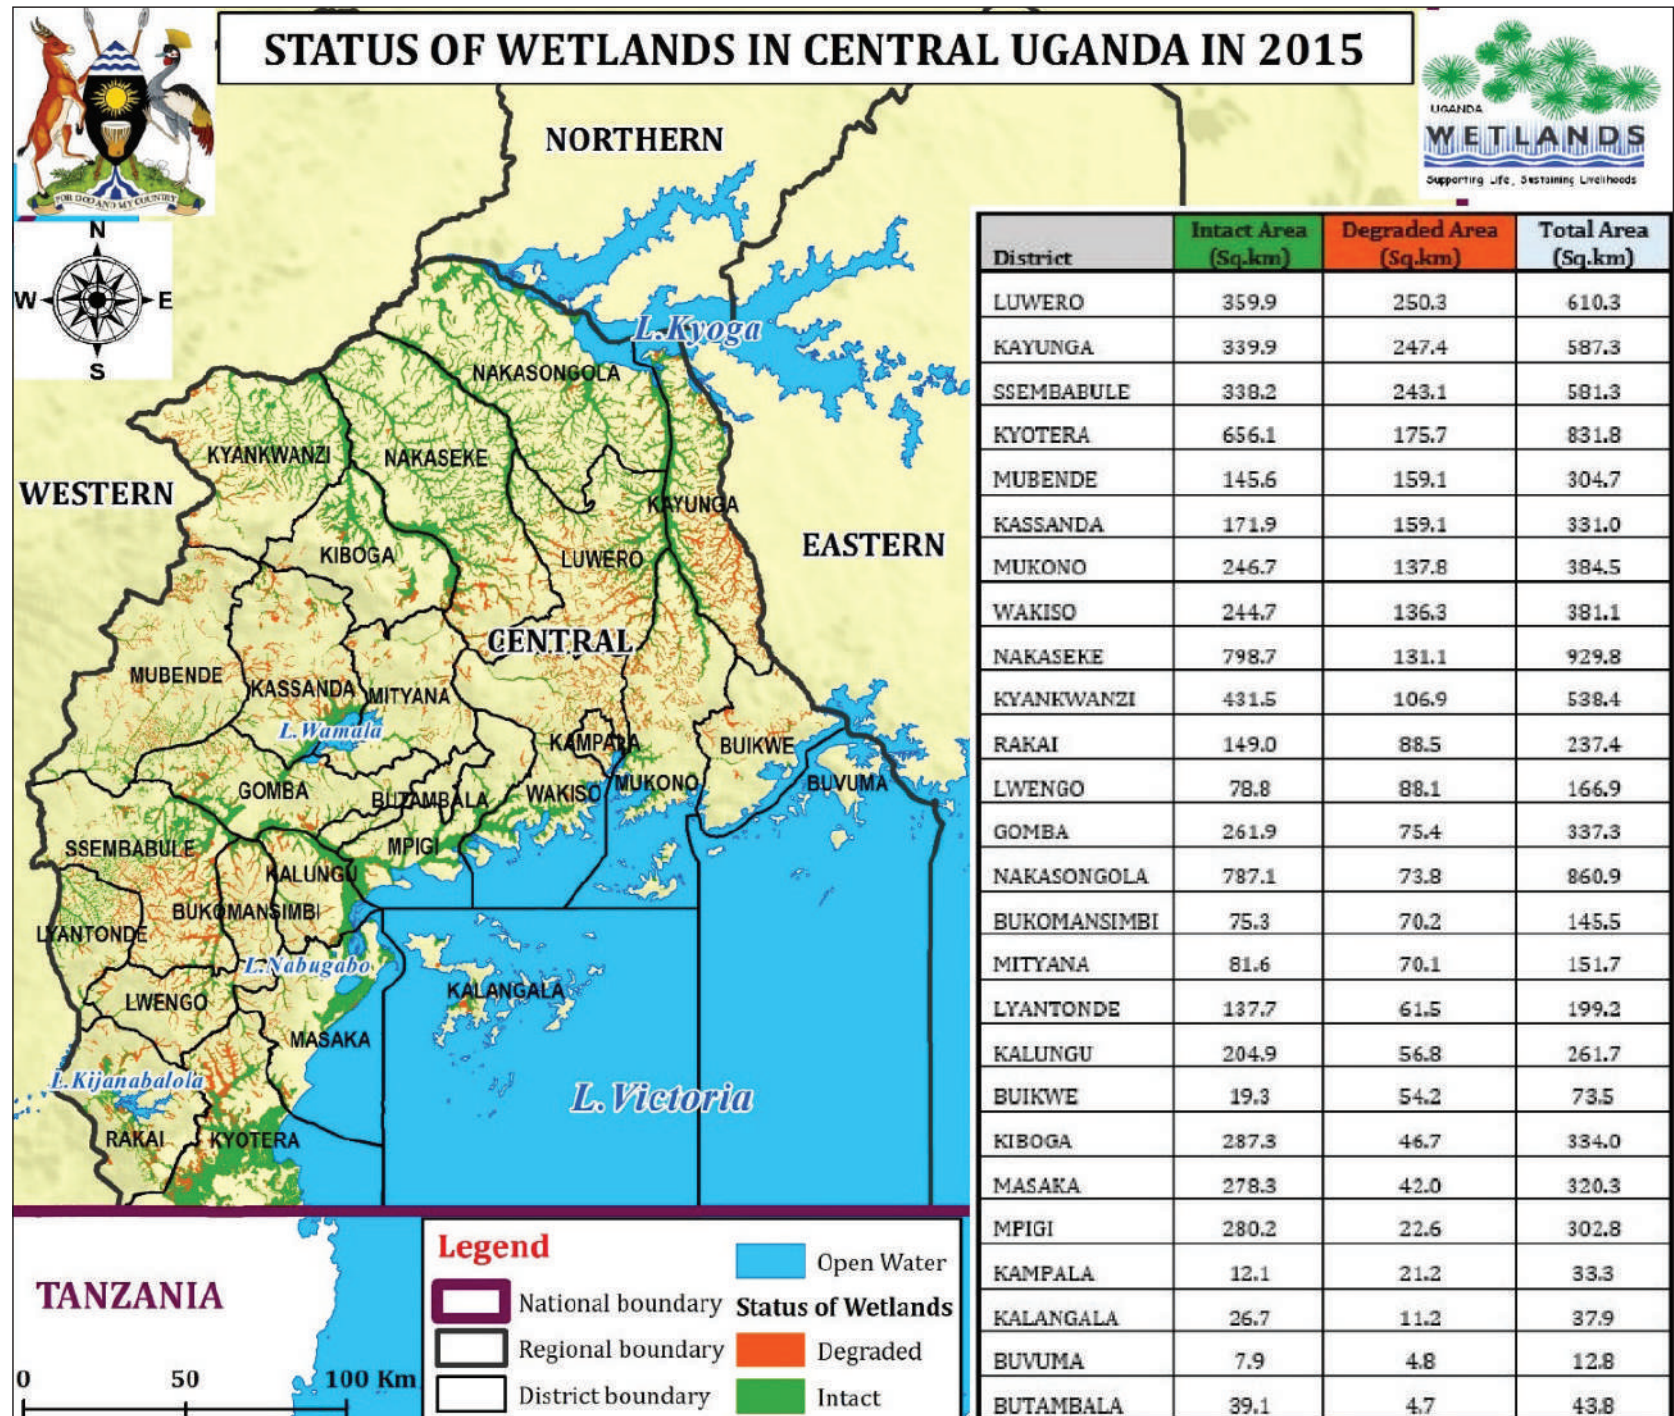 STATUS OF WETLANDS IN CENTRAL UGANDA IN 2015
FOR GOD AND MY COUNTRY
UGANDA
WETLANDS
Supporting Life, Sustaining Livelihoods
N
W E
S
NORTHERN
WESTERN
EASTERN
CENTRAL
L.Kyoga
NAKASONGOLA
KYANKWANZI
NAKASEKE
KAYUNGA
KIBOGA
LUWERO
MUBENDE
KASSANDA
MITYANA
L.Wamala
KAMPALA
BUIKWE
GOMBA
BUTAMBALA
WAKISO
MUKONO
BUVUMA
SSEMBABULE
MPIGI
KALUNGU
BUKOMANSIMBI
LYANTONDE
L.Nabugabo
LWENGO
KALANGALA
MASAKA
L.Kijanabalola
L.Victoria
RAKAI
KYOTERA
TANZANIA
0 50 100 Km
Legend
National boundary
Regional boundary
District boundary
Open Water
Status of Wetlands
Degraded
Intact
District Intact Area (Sq.km) Degraded Area (Sq.km) Total Area (Sq.km)
LUWERO 359.9 250.3 610.3
KAYUNGA 339.9 247.4 587.3
SSEMBABULE 338.2 243.1 581.3
KYOTERA 656.1 175.7 831.8
MUBENDE 145.6 159.1 304.7
KASSANDA 171.9 159.1 331.0
MUKONO 246.7 137.8 384.5
WAKISO 244.7 136.3 381.1
NAKASEKE 798.7 131.1 929.8
KYANKWANZI 431.5 106.9 538.4
RAKAI 149.0 88.5 237.4
LWENGO 78.8 88.1 166.9
GOMBA 261.9 75.4 337.3
NAKASONGOLA 787.1 73.8 860.9
BUKOMANSIMBI 75.3 70.2 145.5
MITYANA 81.6 70.1 151.7
LYANTONDE 137.7 61.5 199.2
KALUNGU 204.9 56.8 261.7
BUIKWE 19.3 54.2 73.5
KIBOGA 287.3 46.7 334.0
MASAKA 278.3 42.0 320.3
MPIGI 280.2 22.6 302.8
KAMPALA 12.1 21.2 33.3
KALANGALA 26.7 11.2 37.9
BUVUMA 7.9 4.8 12.8
BUTAMBALA 39.1 4.7 43.8